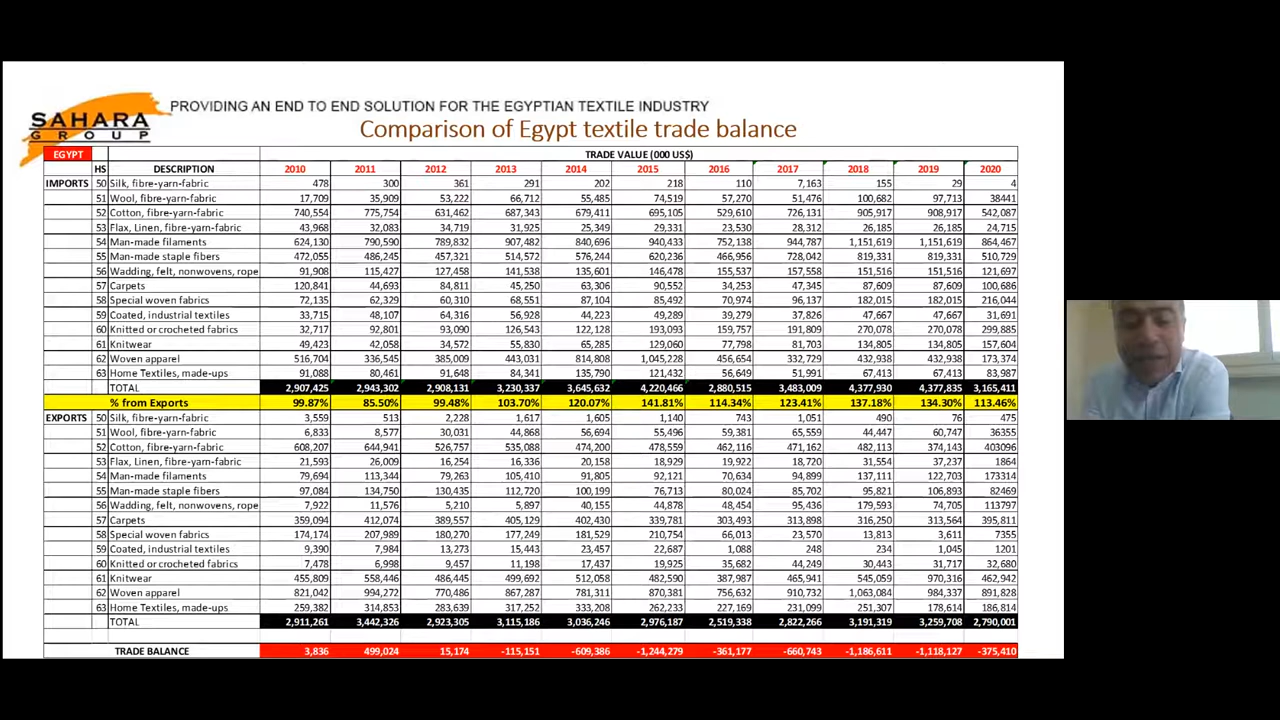 SAHARA
GROUP
PROVIDING AN END TO END SOLUTION FOR THE EGYPTIAN TEXTILE INDUSTRY
Comparison of Egypt textile trade balance
EGYPT TRADE VALUE (000 US$)
HS DESCRIPTION 2010 2011 2012 2013 2014 2015 2016 2017 2018 2019 2020
IMPORTS 50 Silk, fibre-yarn-fabric 478 300 361 291 202 218 110 7,163 155 29 4
51 Wool, fibre-yarn-fabric 17,709 35,909 53,222 66,712 55,485 74,519 57,270 51,476 100,682 97,713 38441
52 Cotton, fibre-yarn-fabric 740,554 775,754 631,462 687,343 679,411 695,105 529,610 726,131 905,917 908,917 542,087
53 Flax, Linen, fibre-yarn-fabric 43,968 32,083 34,719 31,925 25,349 29,331 23,530 28,312 26,185 26,185 24,715
54 Man-made filaments 624,130 790,590 789,832 907,482 840,696 940,433 752,138 944,787 1,151,619 1,151,619 864,467
55 Man-made staple fibers 472,055 486,245 457,321 514,572 576,244 620,236 466,956 728,042 819,331 819,331 510,729
56 Wadding, felt, nonwovens, rope 91,908 115,427 127,458 141,538 135,601 146,478 155,537 157,558 151,516 151,516 121,697
57 Carpets 120,841 44,693 84,811 45,250 63,306 90,552 34,253 47,345 87,609 87,609 100,686
58 Special woven fabrics 72,135 62,329 60,310 68,551 87,104 85,492 70,974 96,137 182,015 182,015 216,044
59 Coated, industrial textiles 33,715 48,107 64,316 56,928 44,223 49,289 39,279 37,826 47,667 47,667 31,691
60 Knitted or crocheted fabrics 32,717 92,801 93,090 126,543 122,128 193,093 159,757 191,809 270,078 270,078 299,885
61 Knitwear 49,423 42,058 34,572 55,830 65,285 129,060 77,798 81,703 134,805 134,805 157,604
62 Woven apparel 516,704 336,545 385,009 443,031 814,808 1,045,228 456,654 332,729 432,938 432,938 173,374
63 Home Textiles, made-ups 91,088 80,461 91,648 84,341 135,790 121,432 56,649 51,991 67,413 67,413 83,987
TOTAL 2,907,425 2,943,302 2,908,131 3,230,337 3,645,632 4,220,466 2,880,515 3,483,009 4,377,930 4,377,835 3,165,411
% from Exports 99.87% 85.50% 99.48% 103.70% 120.07% 141.81% 114.34% 123.41% 137.18% 134.30% 113.46%
EXPORTS 50 Silk, fibre-yarn-fabric 3,559 513 2,228 1,617 1,605 1,140 743 1,051 490 76 475
51 Wool, fibre-yarn-fabric 6,833 8,577 30,031 44,868 56,694 55,496 59,381 65,559 44,447 60,747 36355
52 Cotton, fibre-yarn-fabric 608,207 644,941 526,757 535,088 474,200 478,559 462,116 471,162 482,113 374,143 403096
53 Flax, Linen, fibre-yarn-fabric 21,593 26,009 16,254 16,336 20,158 18,929 19,922 18,720 31,554 37,237 1864
54 Man-made filaments 79,694 113,344 79,263 105,410 91,805 92,121 70,634 94,899 137,111 122,703 173314
55 Man-made staple fibers 97,084 134,750 130,435 112,720 100,199 76,713 80,024 85,702 95,821 106,893 82469
56 Wadding, felt, nonwovens, rope 7,922 11,576 5,210 5,897 40,155 44,878 48,454 95,436 179,593 74,705 113797
57 Carpets 359,094 412,074 389,557 405,129 402,430 339,781 303,493 313,898 316,250 313,564 395,811
58 Special woven fabrics 174,174 207,989 180,270 177,249 181,529 210,754 66,013 23,570 13,813 3,611 7355
59 Coated, industrial textiles 9,390 7,984 13,273 15,443 23,457 22,687 1,088 248 234 1,045 1201
60 Knitted or crocheted fabrics 7,478 6,998 9,457 11,198 17,437 19,925 35,682 44,249 30,443 31,717 32,680
61 Knitwear 455,809 558,446 486,445 499,692 512,058 482,590 387,987 465,941 545,059 970,316 462,942
62 Woven apparel 821,042 994,272 770,486 867,287 781,311 870,381 756,632 910,732 1,063,084 984,337 891,828
63 Home Textiles, made-ups 259,382 314,853 283,639 317,252 333,208 262,233 227,169 231,099 251,307 178,614 186,814
TOTAL 2,911,261 3,442,326 2,923,305 3,115,186 3,036,246 2,976,187 2,519,338 2,822,266 3,191,319 3,259,708 2,790,001
TRADE BALANCE 3,836 499,024 15,174 -115,151 -609,386 -1,244,279 -361,177 -660,743 -1,186,611 -1,118,127 -375,410